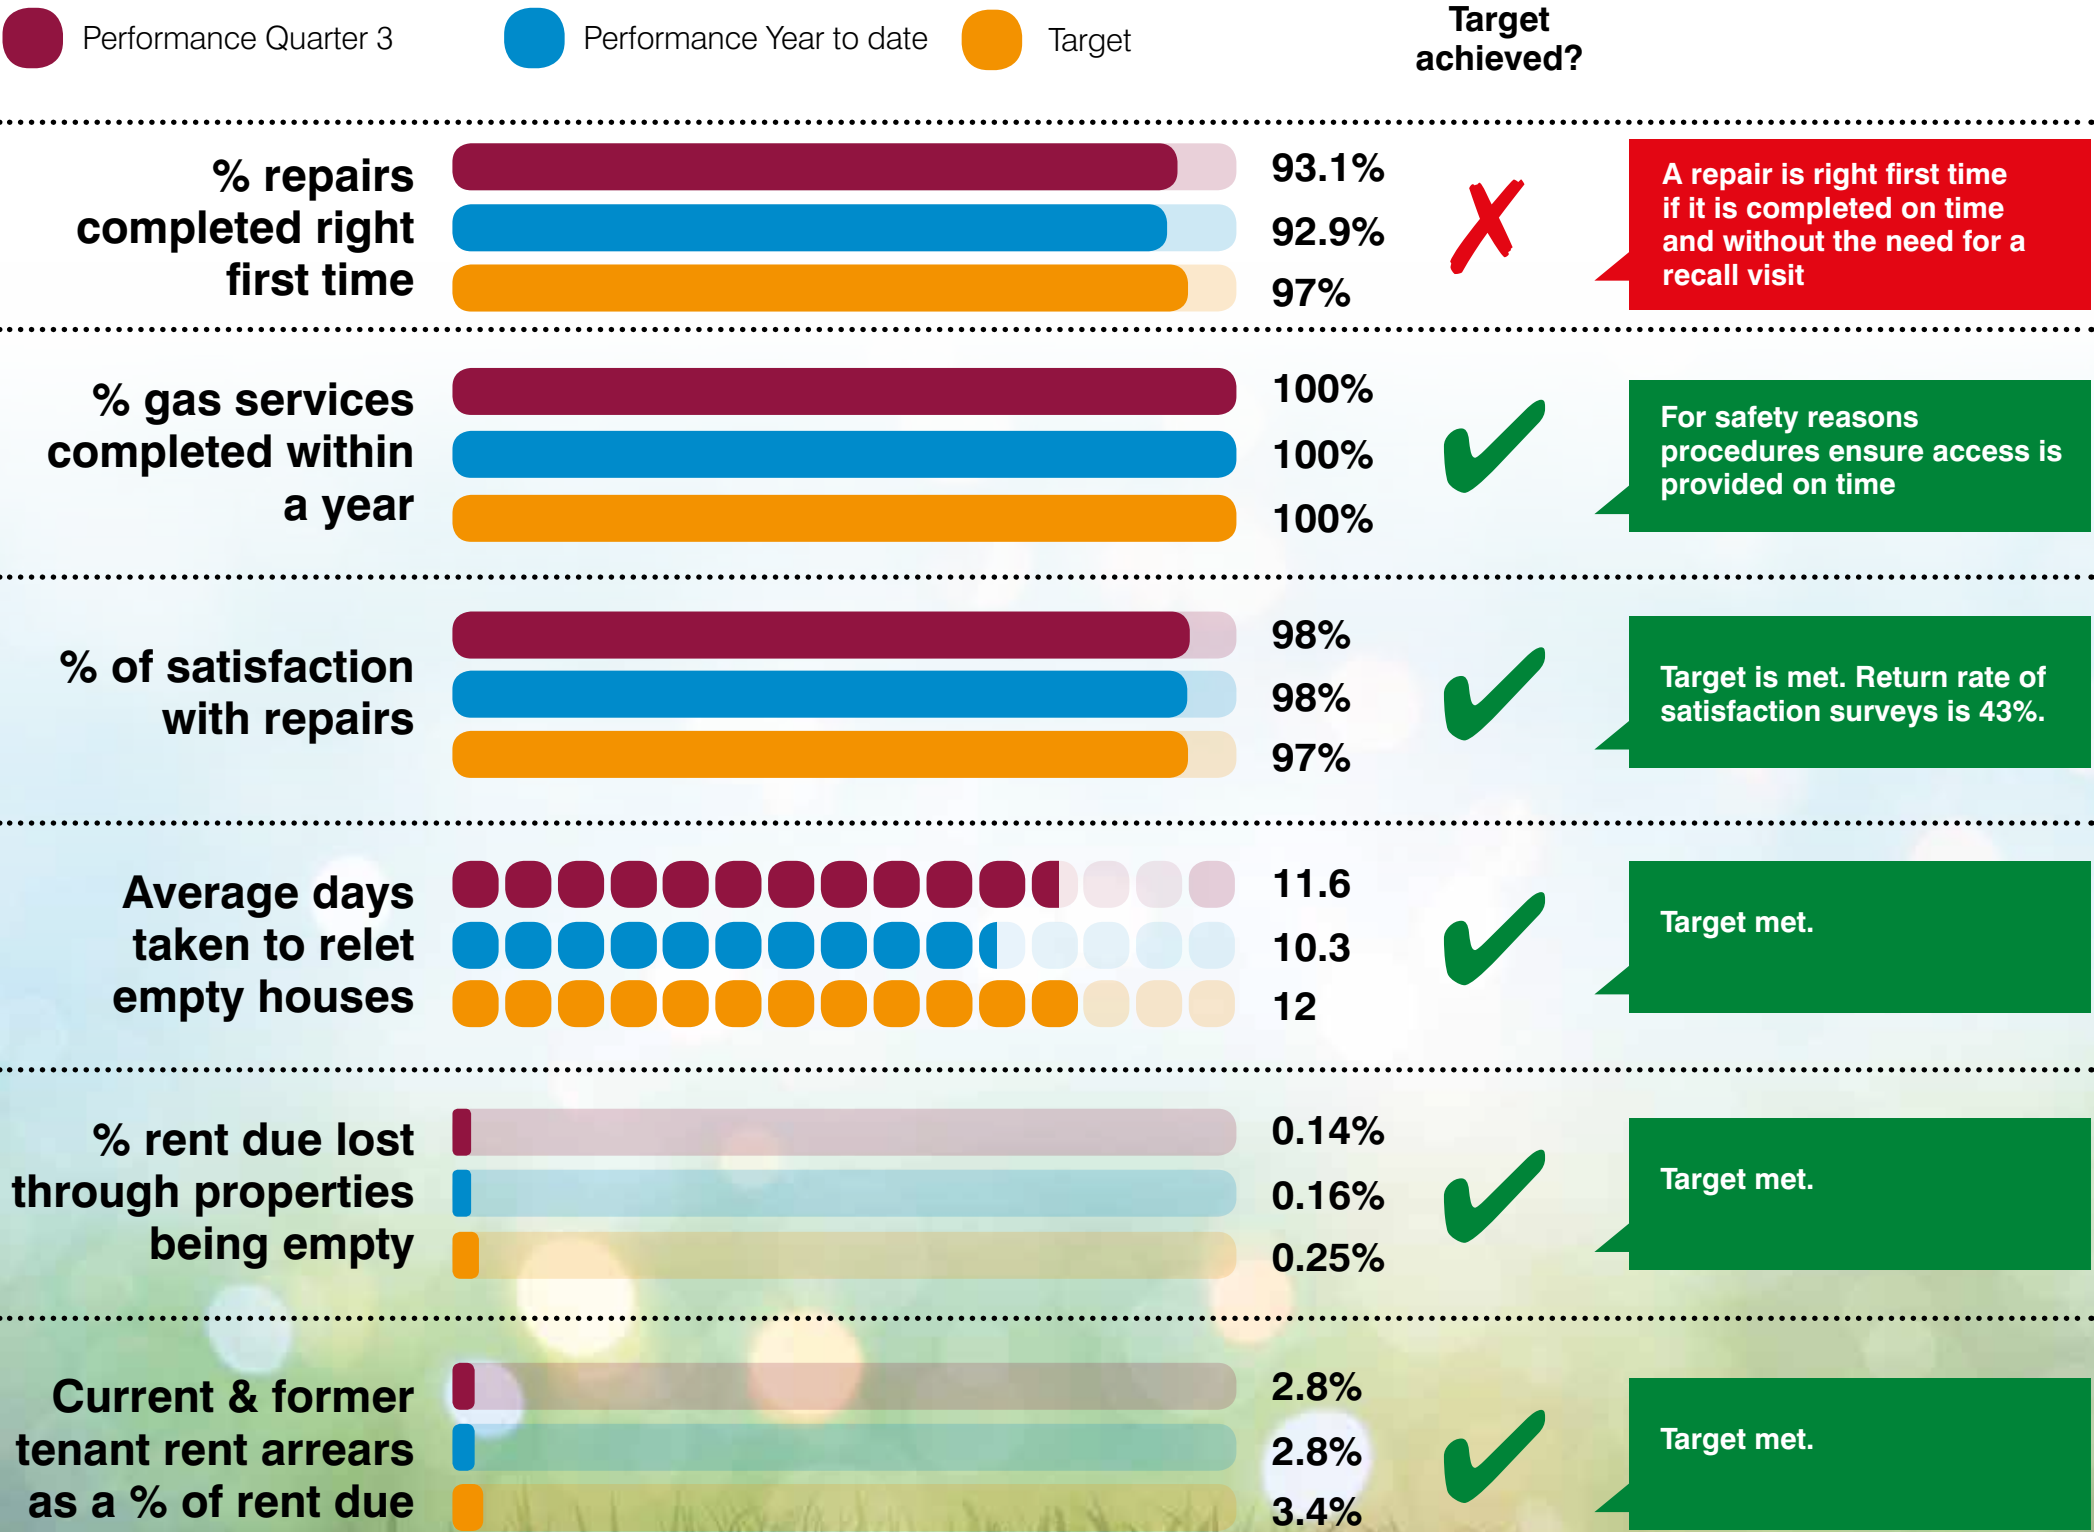 Performance Quarter 3
Performance Year to date
Target
Target
achieved?
% repairs
completed right
first time
93.1%
92.9%
97%
A repair is right first time
if it is completed on time
and without the need for a
recall visit
% gas services
completed within
a year
100%
100%
100%
For safety reasons
procedures ensure access is
provided on time
% of satisfaction
with repairs
98%
98%
97%
Target is met. Return rate of
satisfaction surveys is 43%.
Average days
taken to relet
empty houses
11.6
10.3
12
Target met.
% rent due lost
through properties
being empty
0.14%
0.16%
0.25%
Target met.
Current & former
tenant rent arrears
as a % of rent due
2.8%
2.8%
3.4%
Target met.